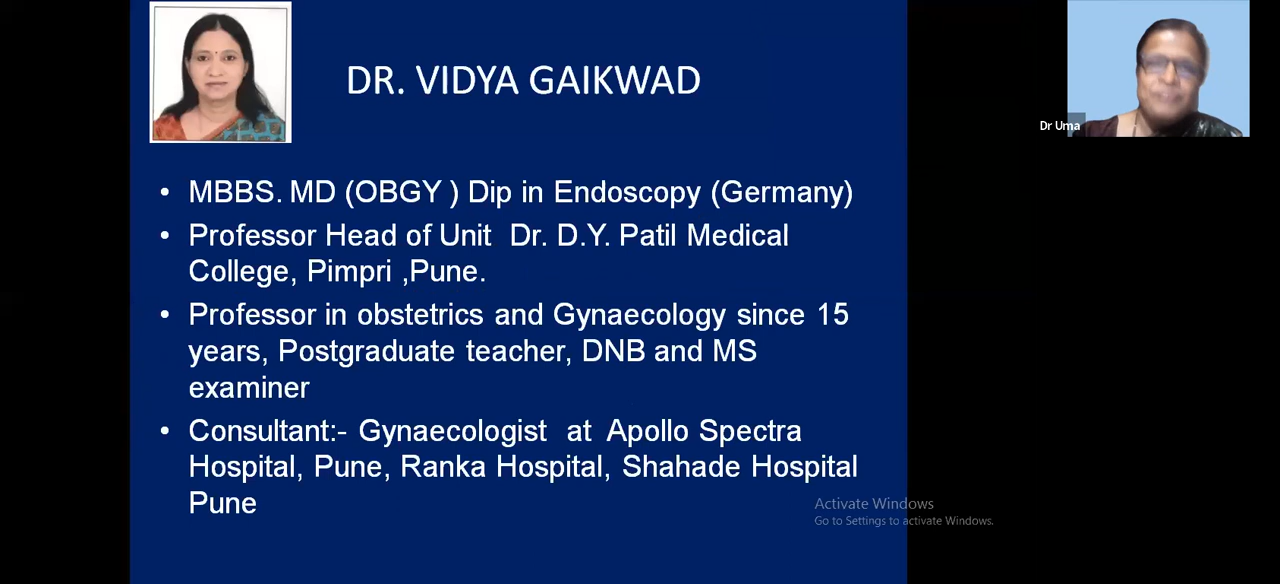 DR. VIDYA GAIKWAD
Dr Uma
• MBBS. MD (OBGY ) Dip in Endoscopy (Germany)
• Professor Head of Unit Dr. D.Y. Patil Medical
College, Pimpri ,Pune.
• Professor in obstetrics and Gynaecology since 15
years, Postgraduate teacher, DNB and MS
examiner
• Consultant:- Gynaecologist at Apollo Spectra
Hospital, Pune, Ranka Hospital, Shahade Hospital
Pune
Activate Windows
Go to Settings to activate Windows.